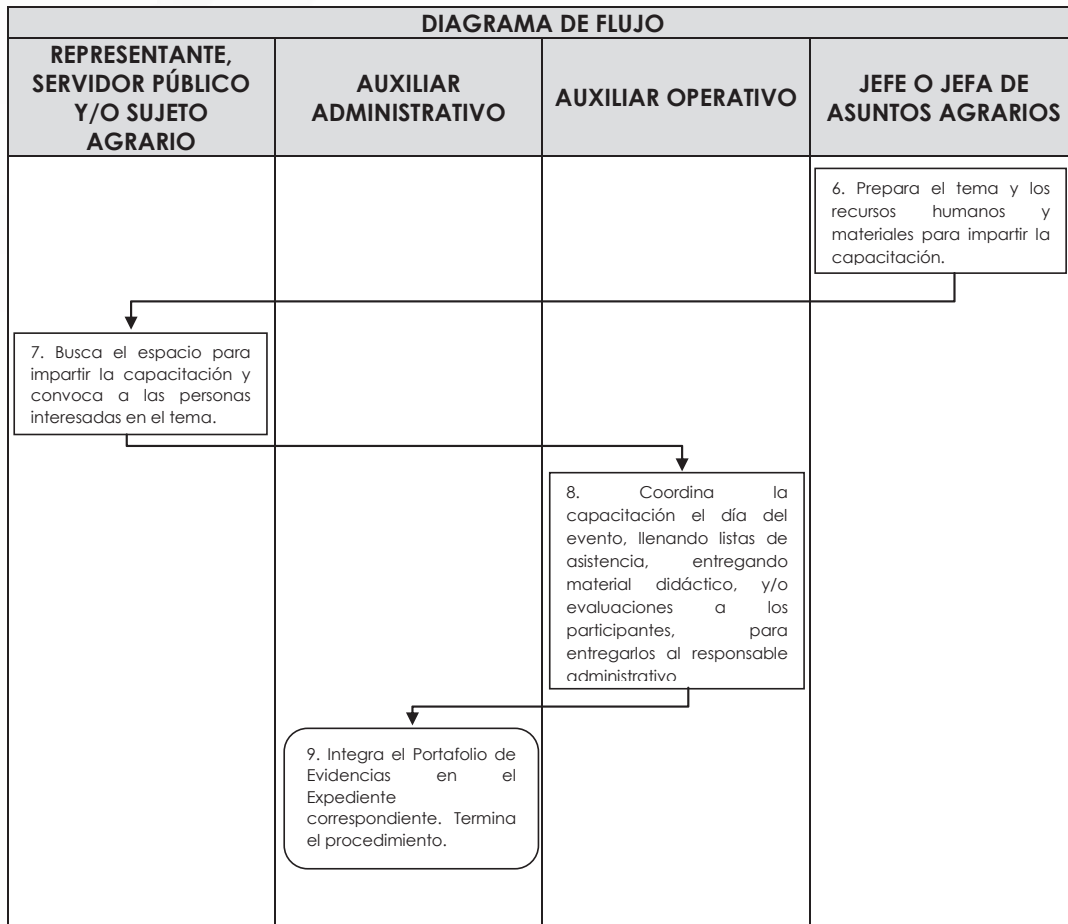 DIAGRAMA DE FLUJO
REPRESENTANTE,
SERVIDOR PÚBLICO
Y/O SUJETO
AGRARIO
AUXILIAR
ADMINISTRATIVO
AUXILIAR OPERATIVO
JEFE O JEFA DE
ASUNTOS AGRARIOS
6. Prepara el tema y los
recursos humanos y
materiales para impartir la
capacitación.
7. Busca el espacio para
impartir la capacitación y
convoca a las personas
interesadas en el tema.
8. Coordina la
capacitación el día del
evento, llenando listas de
asistencia, entregando
material didáctico, y/o
evaluaciones a los
participantes, para
entregarlos al responsable
administrativo
9. Integra el Portafolio de
Evidencias en el
Expediente
correspondiente. Termina
el procedimiento.